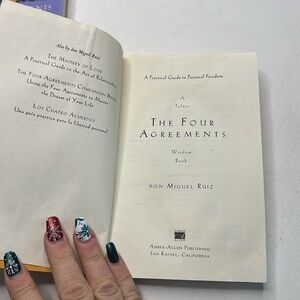 Also by don Miguel Ruiz
The Mastery of Love
A Practical Guide to the Art of Relationship
The Four Agreements Companion Book
Using the Four Agreements to Master
the Dream of Your Life
Los Cuatro Acuerdos
Una guía práctica para la libertad personal
A Practical Guide to Personal Freedom
A
Toltec
The Four
Agreements
Wisdom
Book
don Miguel Ruiz
Amber-Allen Publishing
San Rafael, California